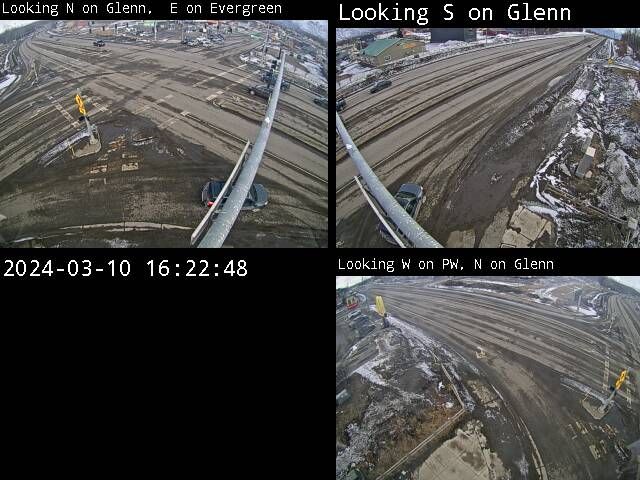 Looking N on Glenn,  E on Evergreen
Looking S on Glenn
2024-03-10 16:22:48
Looking W on PW, N on Glenn